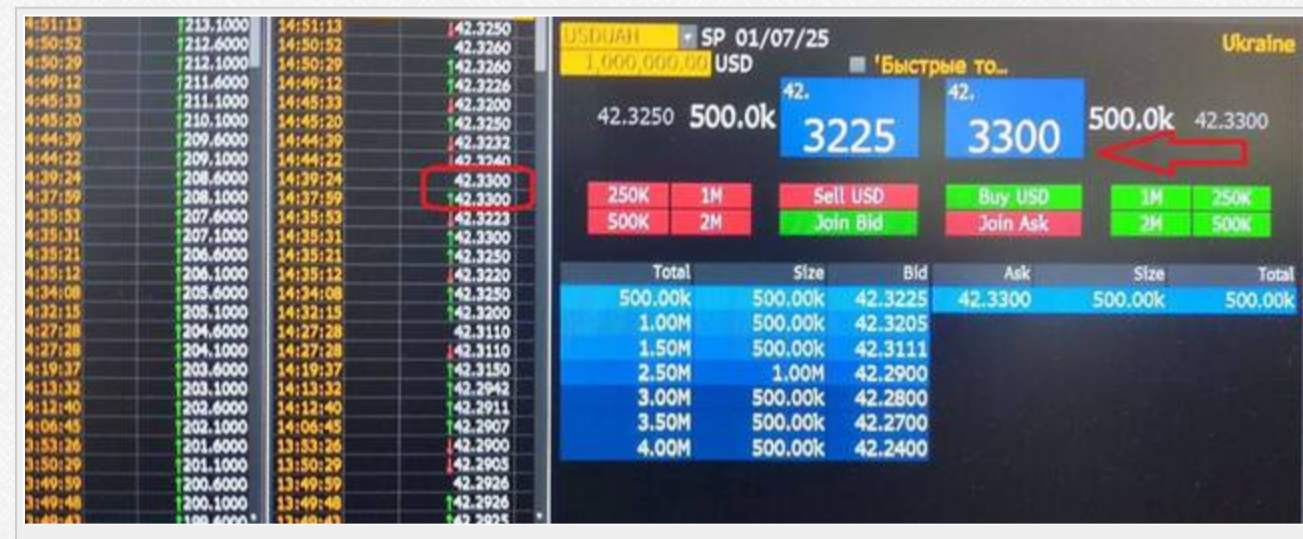 4:51:13 213.1000 14:51:13 42.3250
4:50:52 212.6000 14:50:52 42.3260
4:50:29 212.1000 14:50:29 42.3260
4:49:12 211.6000 14:49:12 42.3226
4:45:33 211.1000 14:45:33 42.3200
4:45:20 210.1000 14:45:20 42.3250
4:44:39 209.6000 14:44:39 42.3232
4:44:22 209.1000 14:44:22 42.3240
4:39:24 208.6000 14:39:24 42.3300
4:37:59 208.1000 14:37:59 42.3300
4:35:53 207.6000 14:35:53 42.3223
4:35:31 207.1000 14:35:31 42.3300
4:35:21 206.6000 14:35:21 42.3250
4:35:12 206.1000 14:35:12 42.3220
4:34:08 205.6000 14:34:08 42.3250
4:32:15 205.1000 14:32:15 42.3200
4:27:28 204.6000 14:27:28 42.3110
4:27:28 204.1000 14:27:28 42.3110
4:19:37 203.6000 14:19:37 42.3150
4:13:32 203.1000 14:13:32 42.2942
4:12:40 202.6000 14:12:40 42.2911
4:06:45 202.1000 14:06:45 42.2907
3:53:26 201.6000 13:53:26 42.2900
3:50:29 201.1000 13:50:29 42.2905
3:49:59 200.6000 13:49:59 42.2926
3:49:48 200.1000 13:49:48 42.2926
3:49:43 199.6000 13:49:43 42.2925
USDUAH SP 01/07/25 Ukraine
1,000,000.00 USD 'Быстрые то...
42. 42.
42.3250 500.0k 3225 3300 500.0k 42.3300
250K 1M Sell USD Buy USD 1M 250K
500K 2M Join Bid Join Ask 2M 500K
Total Size Bid Ask Size Total
500.00k 500.00k 42.3225 42.3300 500.00k 500.00k
1.00M 500.00k 42.3205
1.50M 500.00k 42.3111
2.50M 1.00M 42.2900
3.00M 500.00k 42.2800
3.50M 500.00k 42.2700
4.00M 500.00k 42.2400